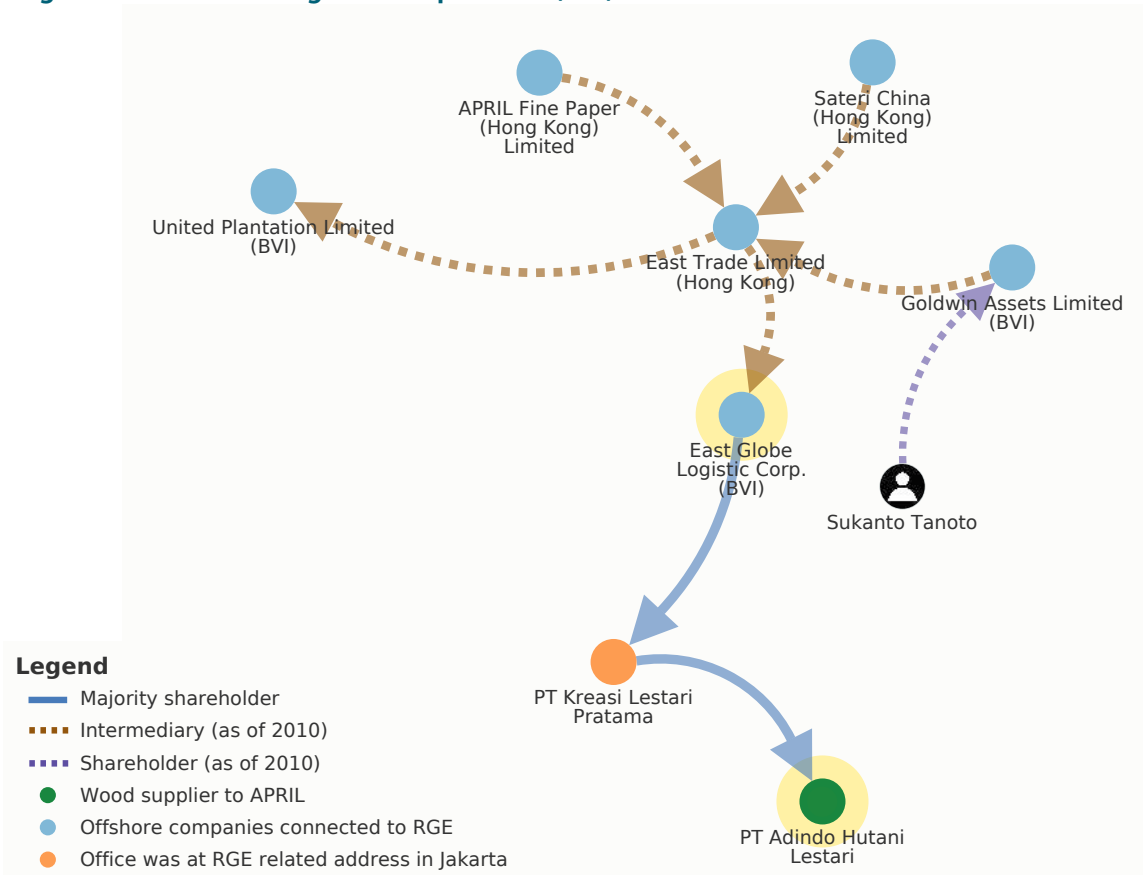 APRIL Fine Paper
(Hong Kong)
Limited
Sateri China
(Hong Kong)
Limited
United Plantation Limited
(BVI)
East Trade Limited
(Hong Kong)
Goldwin Assets Limited
(BVI)
East Globe
Logistic Corp.
(BVI)
Sukanto Tanoto
PT Kreasi Lestari
Pratama
PT Adindo Hutani
Lestari
Legend
Majority shareholder
Intermediary (as of 2010)
Shareholder (as of 2010)
Wood supplier to APRIL
Offshore companies connected to RGE
Office was at RGE related address in Jakarta